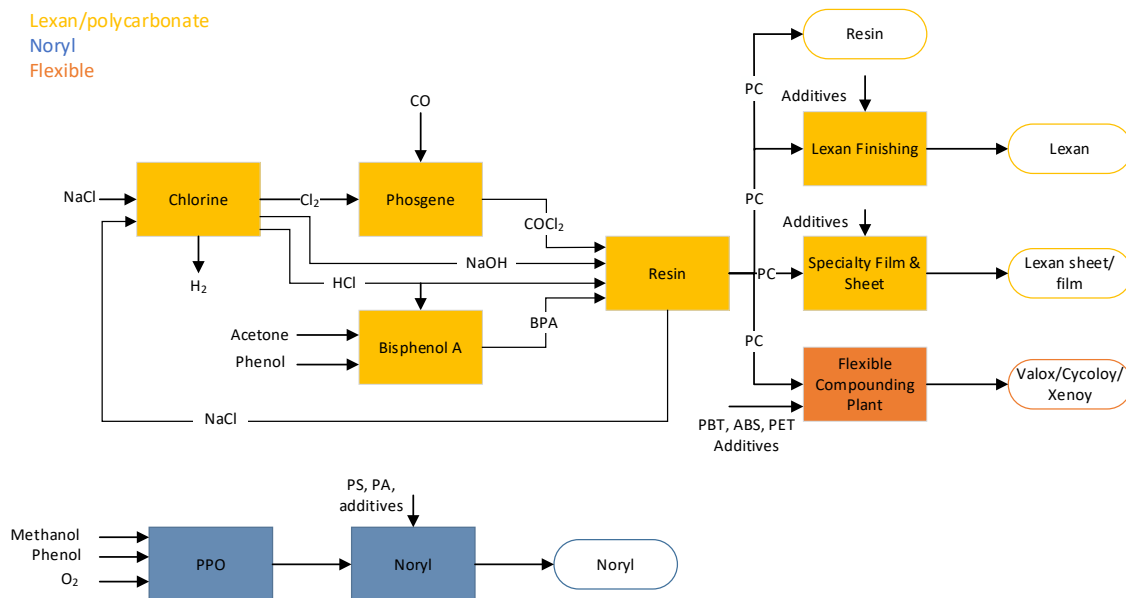 Lexan/polycarbonate
Noryl
Flexible
Resin
PC
Additives
CO
Lexan Finishing
Lexan
NaCl
Chlorine
Cl₂
Phosgene
PC
COCl₂
Additives
NaOH
Resin
PC
Specialty Film &
Sheet
Lexan sheet/
film
H₂
HCl
Acetone
Phenol
Bisphenol A
BPA
PC
Flexible
Compounding
Plant
Valox/Cycoloy/
Xenoy
NaCl
PBT, ABS, PET
Additives
PS, PA,
additives
Methanol
Phenol
O₂
PPO
Noryl
Noryl